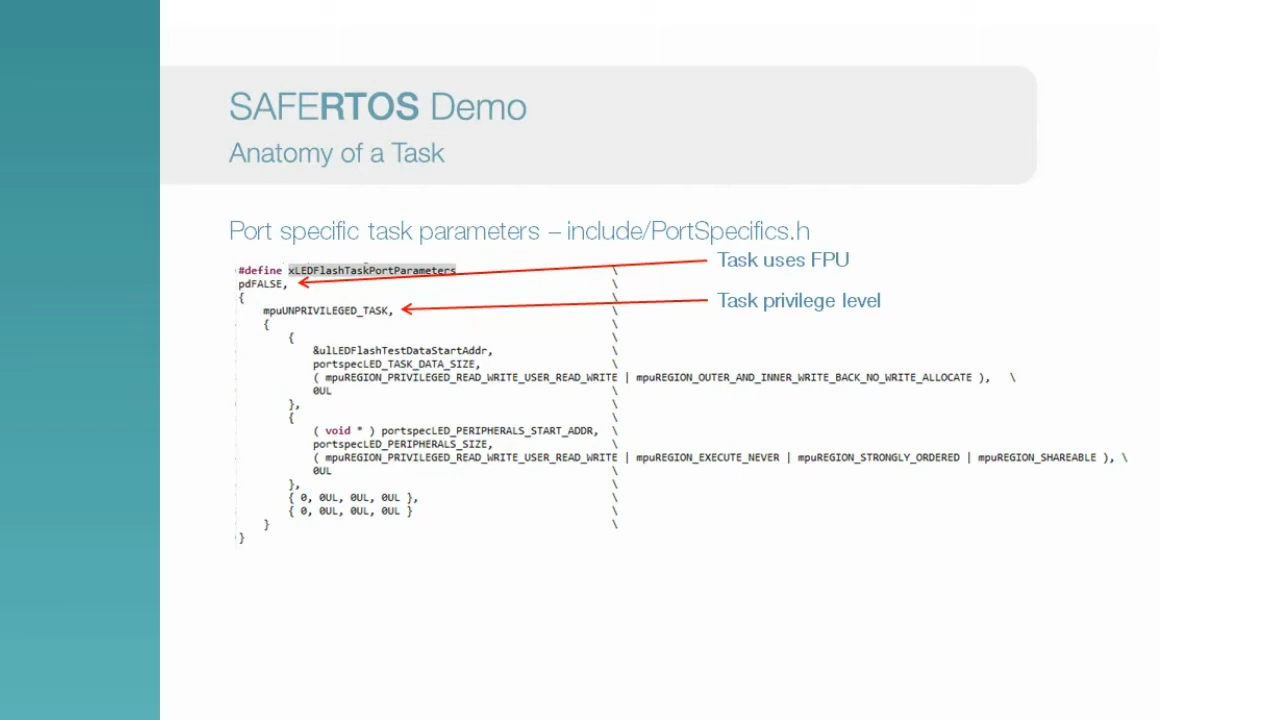 SAFERTOS Demo
Anatomy of a Task
Port specific task parameters – include/PortSpecifics.h
Task uses FPU
#define xLEDFlashTaskPortParameters \
pdFALSE, \
{ \
Task privilege level
mpuUNPRIVILEGED_TASK, \
{ \
{ \
&ulLEDFlashTestDataStartAddr, \
portspecLED_TASK_DATA_SIZE, \
( mpuREGION_PRIVILEGED_READ_WRITE_USER_READ_WRITE | mpuREGION_OUTER_AND_INNER_WRITE_BACK_NO_WRITE_ALLOCATE ), \
0UL \
}, \
{ \
( void * ) portspecLED_PERIPHERALS_START_ADDR, \
portspecLED_PERIPHERALS_SIZE, \
( mpuREGION_PRIVILEGED_READ_WRITE_USER_READ_WRITE | mpuREGION_EXECUTE_NEVER | mpuREGION_STRONGLY_ORDERED | mpuREGION_SHAREABLE ), \
0UL \
}, \
{ 0, 0UL, 0UL, 0UL }, \
{ 0, 0UL, 0UL, 0UL } \
} \
}